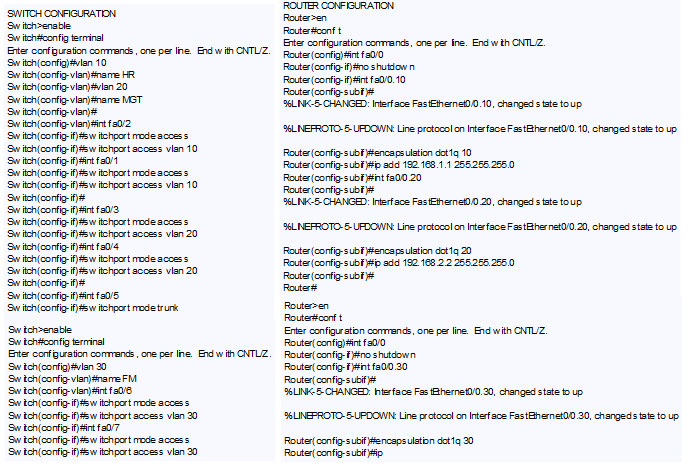 SWITCH CONFIGURATION
Switch>enable
Switch#config terminal
Enter configuration commands, one per line. End with CNTL/Z.
Switch(config)#vlan 10
Switch(config-vlan)#name HR
Switch(config-vlan)#vlan 20
Switch(config-vlan)#name MGT
Switch(config-vlan)#
Switch(config-vlan)#int fa0/2
Switch(config-if)#switchport mode access
Switch(config-if)#switchport access vlan 10
Switch(config-if)#int fa0/1
Switch(config-if)#switchport mode access
Switch(config-if)#switchport access vlan 10
Switch(config-if)#
Switch(config-if)#int fa0/3
Switch(config-if)#switchport mode access
Switch(config-if)#switchport access vlan 20
Switch(config-if)#int fa0/4
Switch(config-if)#switchport mode access
Switch(config-if)#switchport access vlan 20
Switch(config-if)#
Switch(config-if)#int fa0/5
Switch(config-if)#switchport mode trunk
Switch>enable
Switch#config terminal
Enter configuration commands, one per line. End with CNTL/Z.
Switch(config)#vlan 30
Switch(config-vlan)#name FM
Switch(config-vlan)#int fa0/6
Switch(config-if)#switchport mode access
Switch(config-if)#switchport access vlan 30
Switch(config-if)#int fa0/7
Switch(config-if)#switchport mode access
Switch(config-if)#switchport access vlan 30
ROUTER CONFIGURATION
Router>en
Router#conf t
Enter configuration commands, one per line. End with CNTL/Z.
Router(config)#int fa0/0
Router(config-if)#no shutdown
Router(config-if)#int fa0/0.10
Router(config-subif)#
%LINK-5-CHANGED: Interface FastEthernet0/0.10, changed state to up
%LINEPROTO-5-UPDOWN: Line protocol on Interface FastEthernet0/0.10, changed state to up
Router(config-subif)#encapsulation dot1q 10
Router(config-subif)#ip add 192.168.1.1 255.255.255.0
Router(config-subif)#int fa0/0.20
Router(config-subif)#
%LINK-5-CHANGED: Interface FastEthernet0/0.20, changed state to up
%LINEPROTO-5-UPDOWN: Line protocol on Interface FastEthernet0/0.20, changed state to up
Router(config-subif)#encapsulation dot1q 20
Router(config-subif)#ip add 192.168.2.2 255.255.255.0
Router(config-subif)#
Router#
Router>en
Router#conf t
Enter configuration commands, one per line. End with CNTL/Z.
Router(config)#int fa0/0
Router(config-if)#no shutdown
Router(config-if)#int fa0/0.30
Router(config-subif)#
%LINK-5-CHANGED: Interface FastEthernet0/0.30, changed state to up
%LINEPROTO-5-UPDOWN: Line protocol on Interface FastEthernet0/0.30, changed state to up
Router(config-subif)#encapsulation dot1q 30
Router(config-subif)#ip